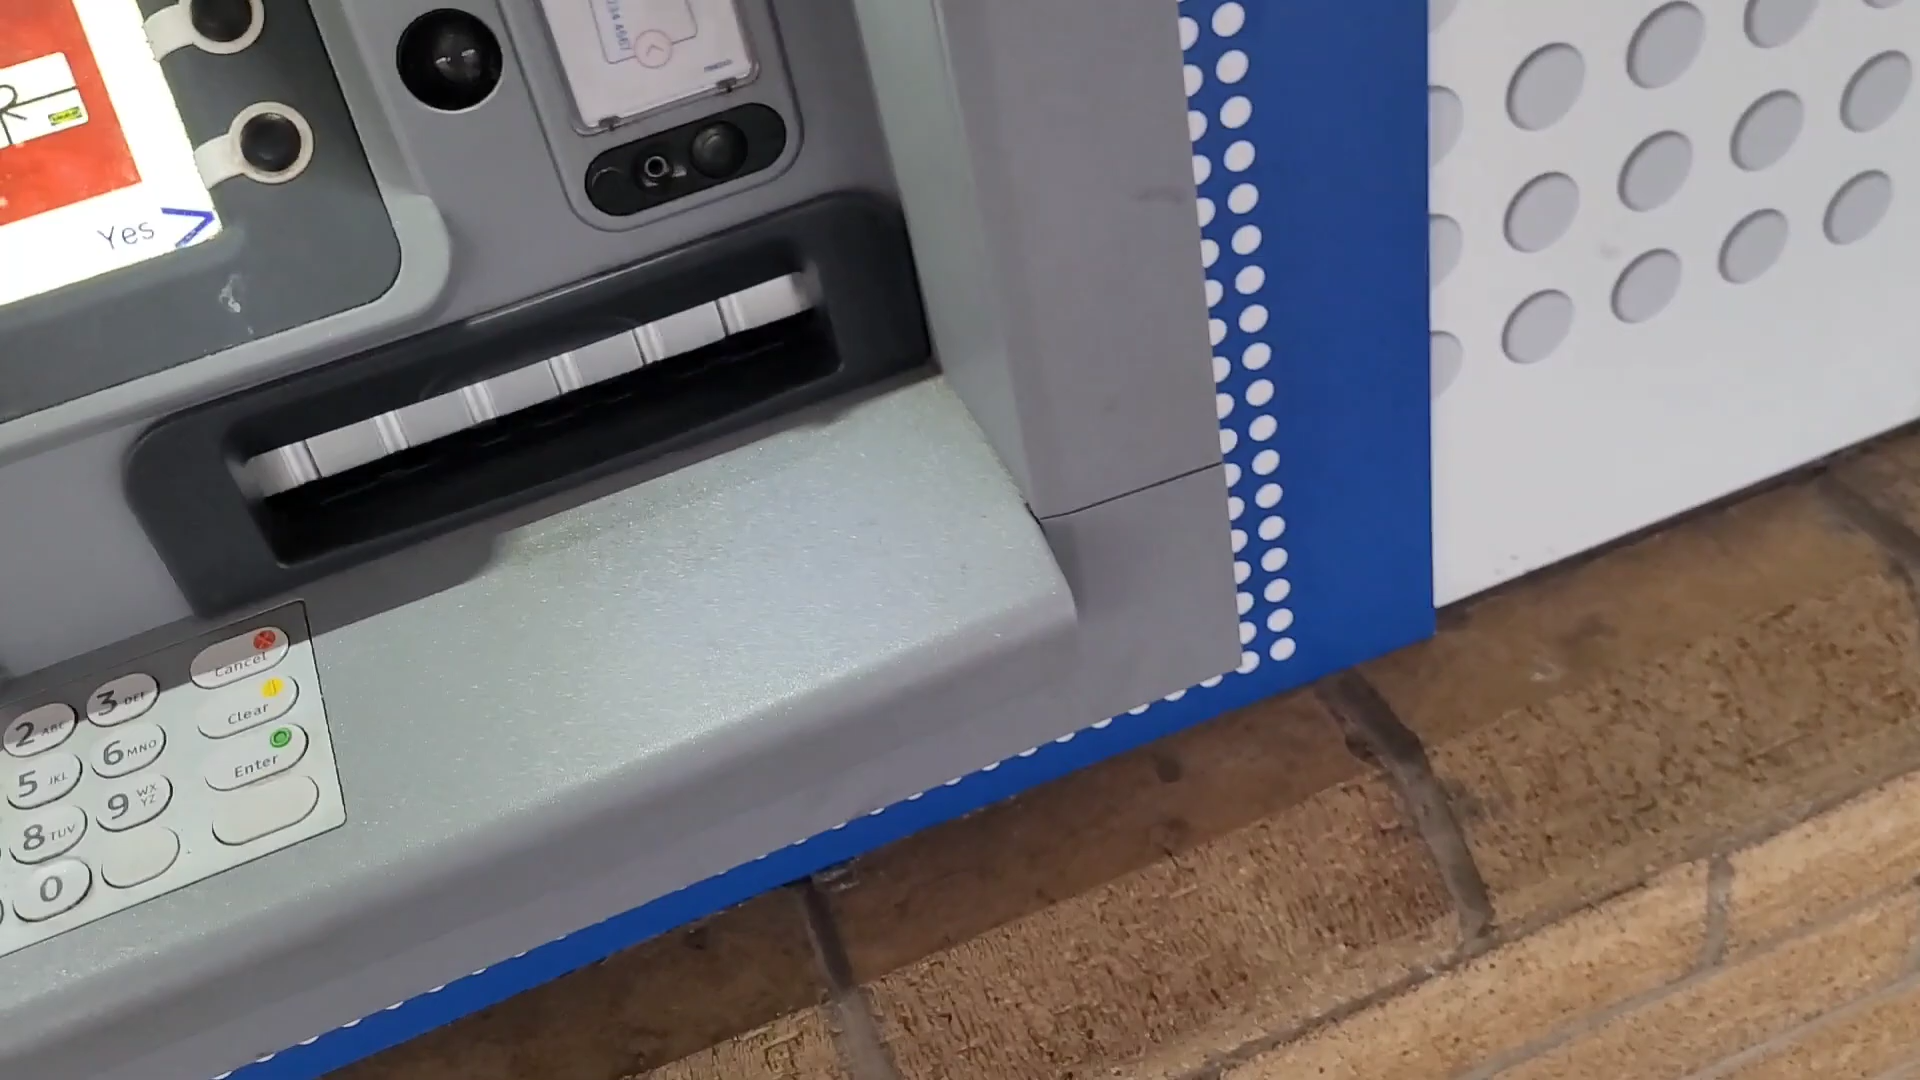 R
Yes
Cancel
2 ABC 3 DEF
Clear
5 JKL 6 MNO
Enter
8 TUV 9 WX
YZ
0